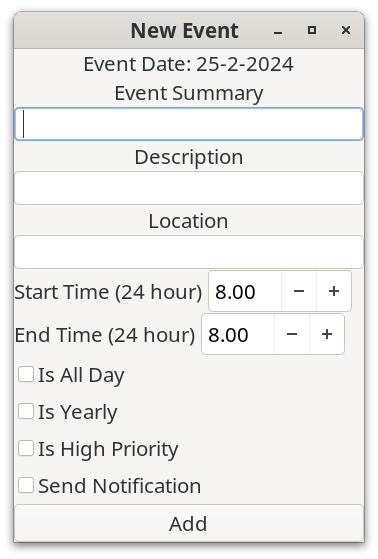 New Event
Event Date: 25-2-2024
Event Summary
Description
Location
Start Time (24 hour) 8.00
End Time (24 hour) 8.00
Is All Day
Is Yearly
Is High Priority
Send Notification
Add